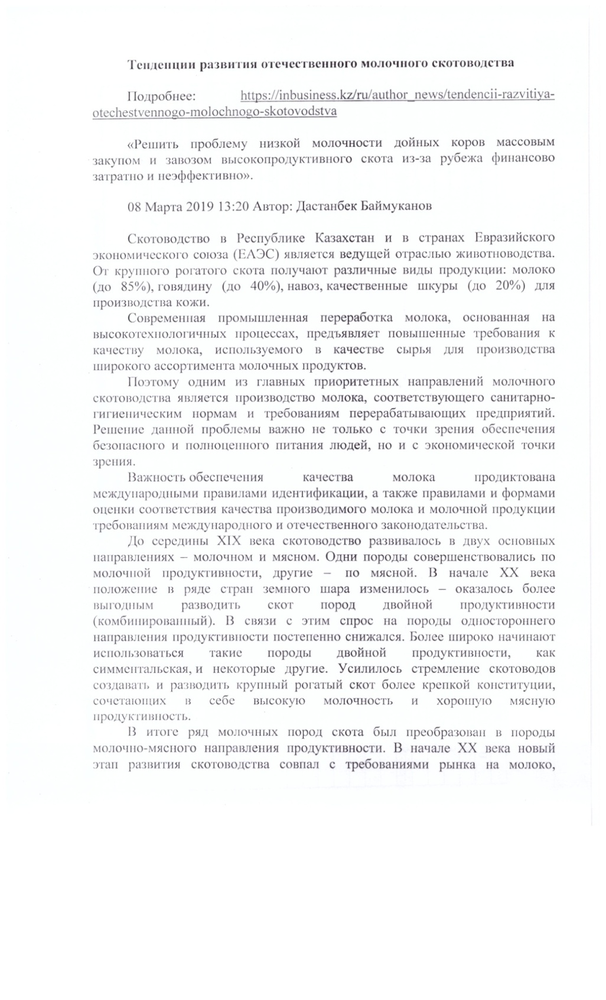 Тенденции развития отечественного молочного скотоводства
Подробнее: https://inbusiness.kz/ru/author_news/tendencii-razvitiya-
otechestvennogo-molochnogo-skotovodstva
«Решить проблему низкой молочности дойных коров массовым
закупом и завозом высокопродуктивного скота из-за рубежа финансово
затратно и неэффективно».
08 Марта 2019 13:20 Автор: Дастанбек Баймуканов
Скотоводство в Республике Казахстан и в странах Евразийского
экономического союза (ЕАЭС) является ведущей отраслью животноводства.
От крупного рогатого скота получают различные виды продукции: молоко
(до 85%), говядину (до 40%), навоз, качественные шкуры (до 20%) для
производства кожи.
Современная промышленная переработка молока, основанная на
высокотехнологичных процессах, предъявляет повышенные требования к
качеству молока, используемого в качестве сырья для производства
широкого ассортимента молочных продуктов.
Поэтому одним из главных приоритетных направлений молочного
скотоводства является производство молока, соответствующего санитарно-
гигиеническим нормам и требованиям перерабатывающих предприятий.
Решение данной проблемы важно не только с точки зрения обеспечения
безопасного и полноценного питания людей, но и с экономической точки
зрения.
Важность обеспечения качества молока продиктована
международными правилами идентификации, а также правилами и формами
оценки соответствия качества производимого молока и молочной продукции
требованиям международного и отечественного законодательства.
До середины XIX века скотоводство развивалось в двух основных
направлениях – молочном и мясном. Одни породы совершенствовались по
молочной продуктивности, другие – по мясной. В начале XX века
положение в ряде стран земного шара изменилось – оказалось более
выгодным разводить скот пород двойной продуктивности
(комбинированный). В связи с этим спрос на породы одностороннего
направления продуктивности постепенно снижался. Более широко начинают
использоваться такие породы двойной продуктивности, как
симментальская, и некоторые другие. Усилилось стремление скотоводов
создавать и разводить крупный рогатый скот более крепкой конституции,
сочетающих в себе высокую молочность и хорошую мясную
продуктивность.
В итоге ряд молочных пород скота был преобразован в породы
молочно-мясного направления продуктивности. В начале XX века новый
этап развития скотоводства совпал с требованиями рынка на молоко,